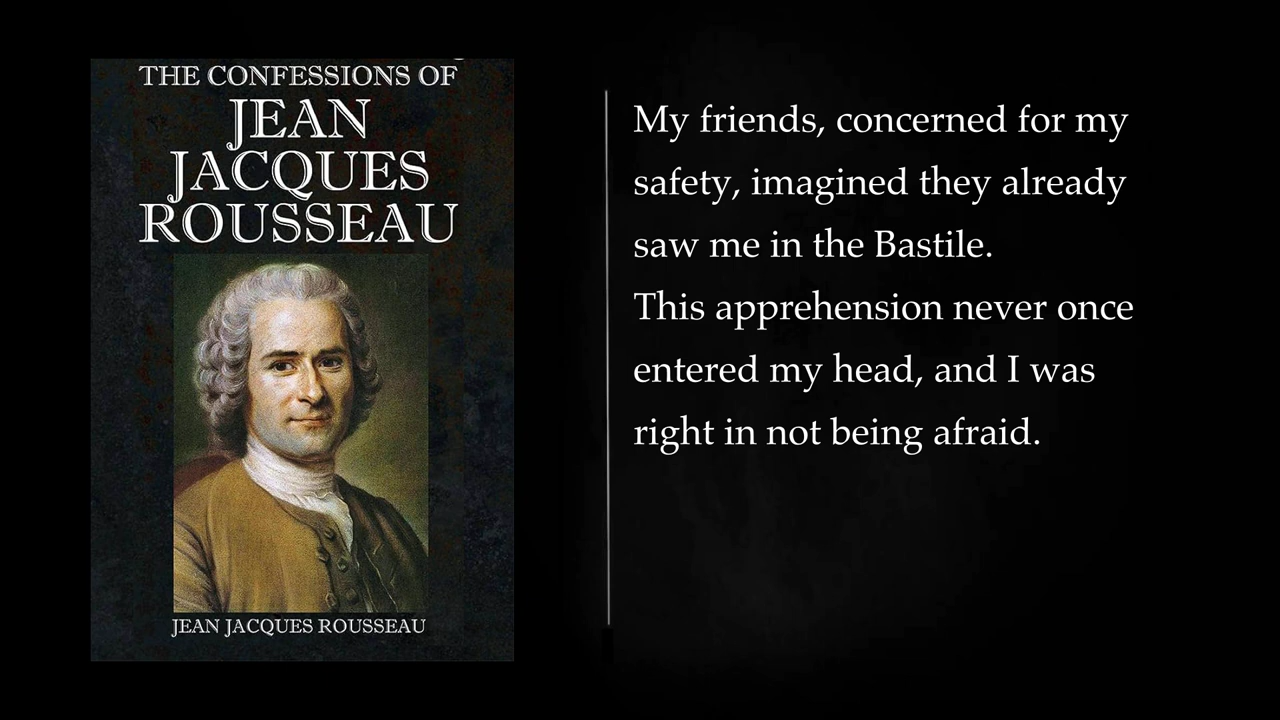 THE CONFESSIONS OF
JEAN
JACQUES
ROUSSEAU
JEAN JACQUES ROUSSEAU
My friends, concerned for my
safety, imagined they already
saw me in the Bastile.
This apprehension never once
entered my head, and I was
right in not being afraid.